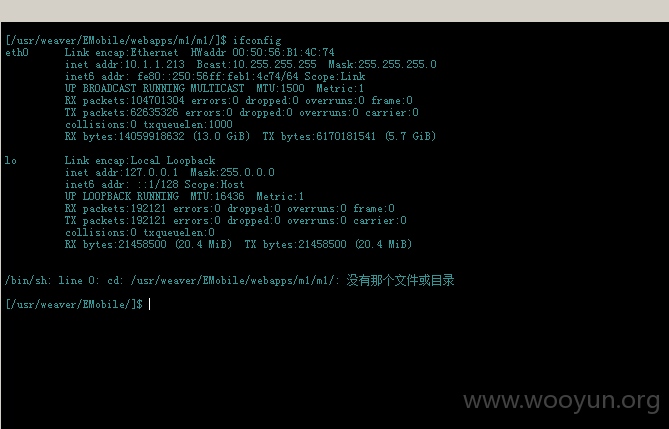 [/usr/weaver/EMobile/webapps/m1/m1/]$ ifconfig
eth0 Link encap:Ethernet HWaddr 00:50:56:B1:4C:74
inet addr:10.1.1.213 Bcast:10.255.255.255 Mask:255.255.255.0
inet6 addr: fe80::250:56ff:feb1:4c74/64 Scope:Link
UP BROADCAST RUNNING MULTICAST MTU:1500 Metric:1
RX packets:104701304 errors:0 dropped:0 overruns:0 frame:0
TX packets:62635326 errors:0 dropped:0 overruns:0 carrier:0
collisions:0 txqueuelen:1000
RX bytes:14059918632 (13.0 GiB) TX bytes:6170181541 (5.7 GiB)
lo Link encap:Local Loopback
inet addr:127.0.0.1 Mask:255.0.0.0
inet6 addr: ::1/128 Scope:Host
UP LOOPBACK RUNNING MTU:16436 Metric:1
RX packets:192121 errors:0 dropped:0 overruns:0 frame:0
TX packets:192121 errors:0 dropped:0 overruns:0 carrier:0
collisions:0 txqueuelen:0
RX bytes:21458500 (20.4 MiB) TX bytes:21458500 (20.4 MiB)
/bin/sh: line 0: cd: /usr/weaver/EMobile/webapps/m1/m1/: 没有那个文件或目录
[/usr/weaver/EMobile/]$
www.wooyun.org